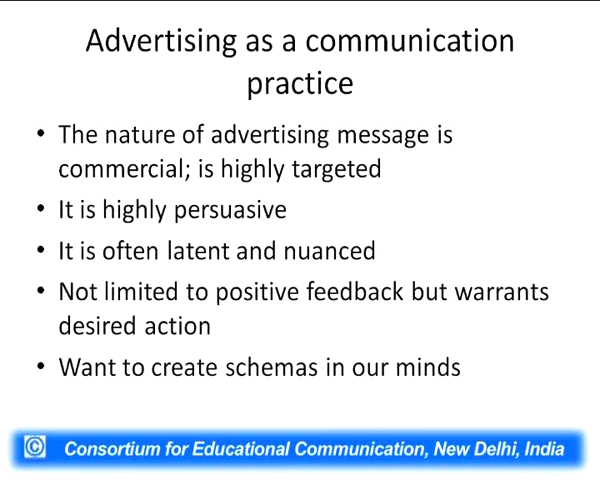 Advertising as a communication
practice
• The nature of advertising message is
commercial; is highly targeted
• It is highly persuasive
• It is often latent and nuanced
• Not limited to positive feedback but warrants
desired action
• Want to create schemas in our minds
© Consortium for Educational Communication, New Delhi, India